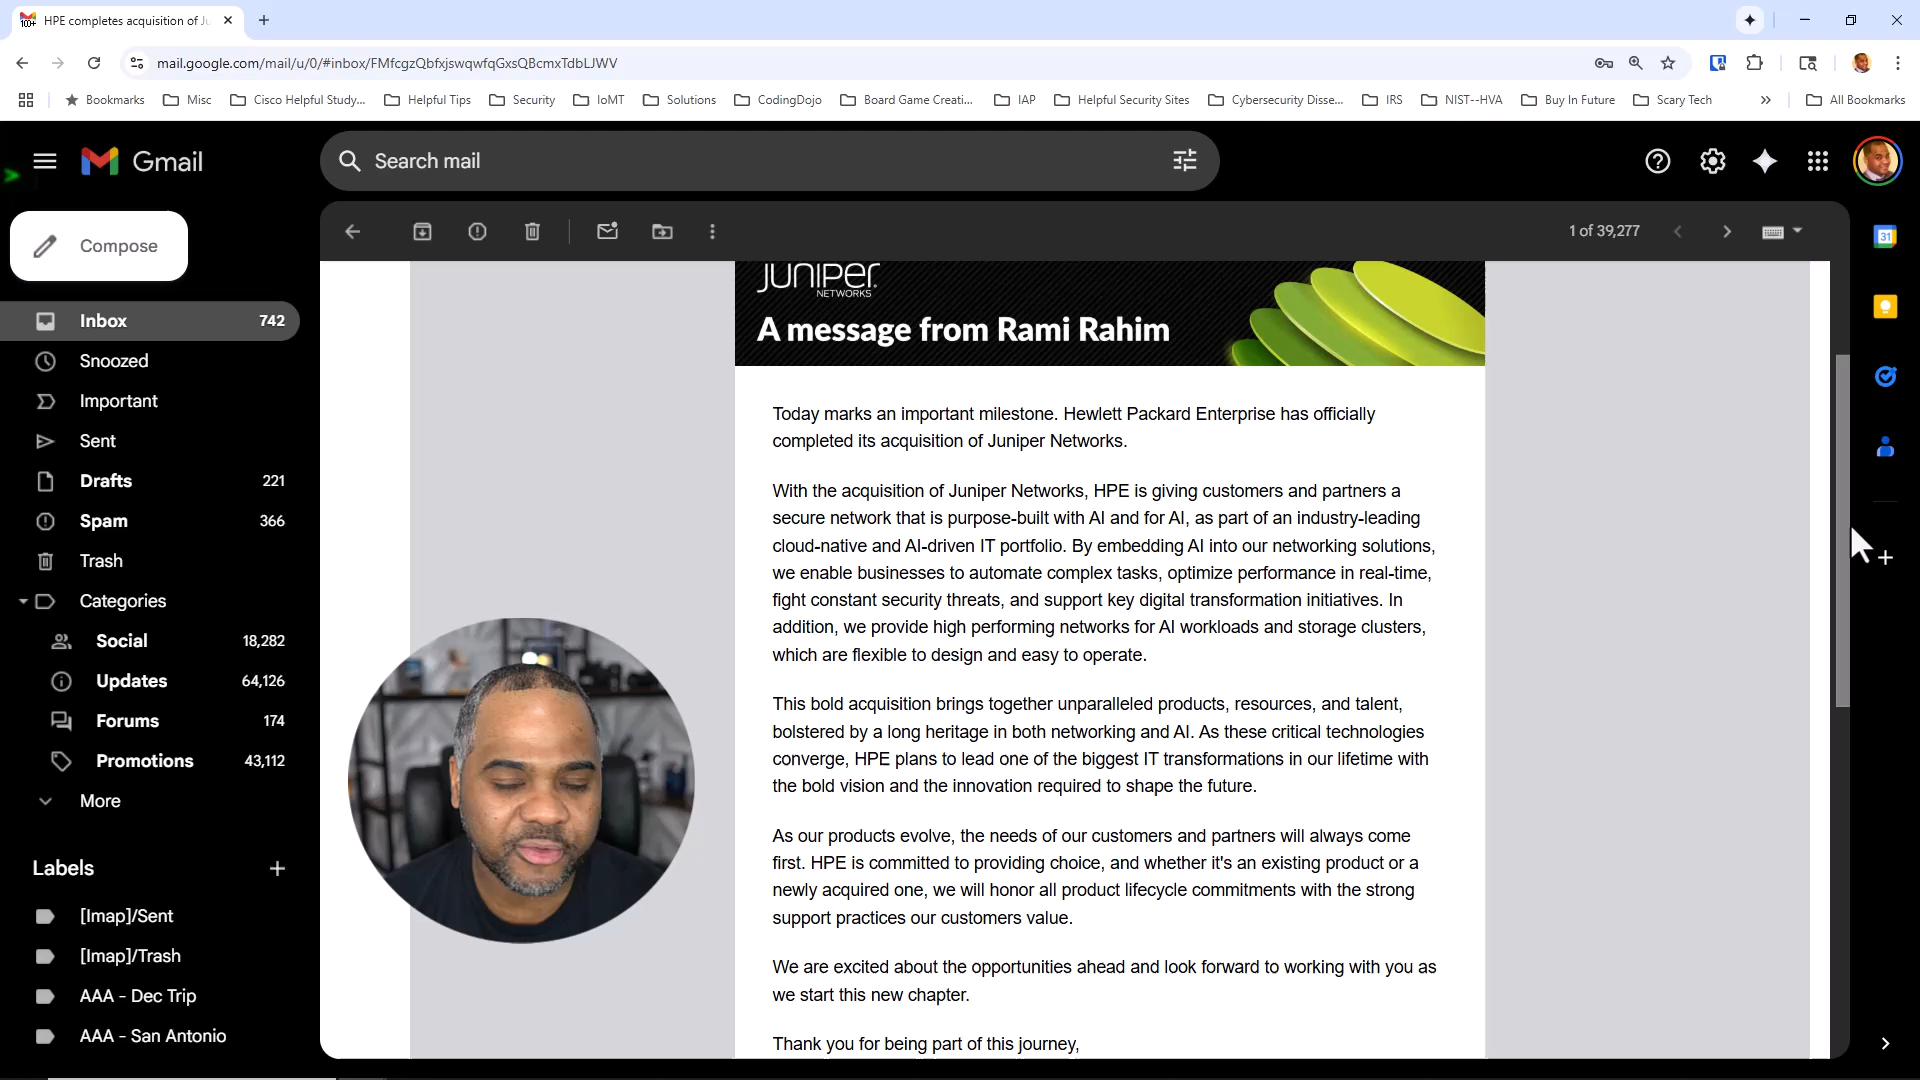 HPE completes acquisition of Ju
mail.google.com/mail/u/0/#inbox/FMfcgzQbfxjswqwfqGxsQBcmxTdbLJWV
Bookmarks
Misc
Cisco Helpful Study...
Helpful Tips
Security
IoMT
Solutions
CodingDojo
Board Game Creati...
IAP
Helpful Security Sites
Cybersecurity Disse...
IRS
NIST--HVA
Buy In Future
Scary Tech
»
All Bookmarks
Gmail
Search mail
Compose
1 of 39,277
31
Inbox 742
Snoozed
Important
Sent
Drafts 221
Spam 366
Trash
Categories
Social 18,282
Updates 64,126
Forums 174
Promotions 43,112
More
Labels
[Imap]/Sent
[Imap]/Trash
AAA - Dec Trip
AAA - San Antonio
JUNIPER
NETWORKS
A message from Rami Rahim
Today marks an important milestone. Hewlett Packard Enterprise has officially
completed its acquisition of Juniper Networks.
With the acquisition of Juniper Networks, HPE is giving customers and partners a
secure network that is purpose-built with AI and for AI, as part of an industry-leading
cloud-native and AI-driven IT portfolio. By embedding AI into our networking solutions,
we enable businesses to automate complex tasks, optimize performance in real-time,
fight constant security threats, and support key digital transformation initiatives. In
addition, we provide high performing networks for AI workloads and storage clusters,
which are flexible to design and easy to operate.
This bold acquisition brings together unparalleled products, resources, and talent,
bolstered by a long heritage in both networking and AI. As these critical technologies
converge, HPE plans to lead one of the biggest IT transformations in our lifetime with
the bold vision and the innovation required to shape the future.
As our products evolve, the needs of our customers and partners will always come
first. HPE is committed to providing choice, and whether it's an existing product or a
newly acquired one, we will honor all product lifecycle commitments with the strong
support practices our customers value.
We are excited about the opportunities ahead and look forward to working with you as
we start this new chapter.
Thank you for being part of this journey,